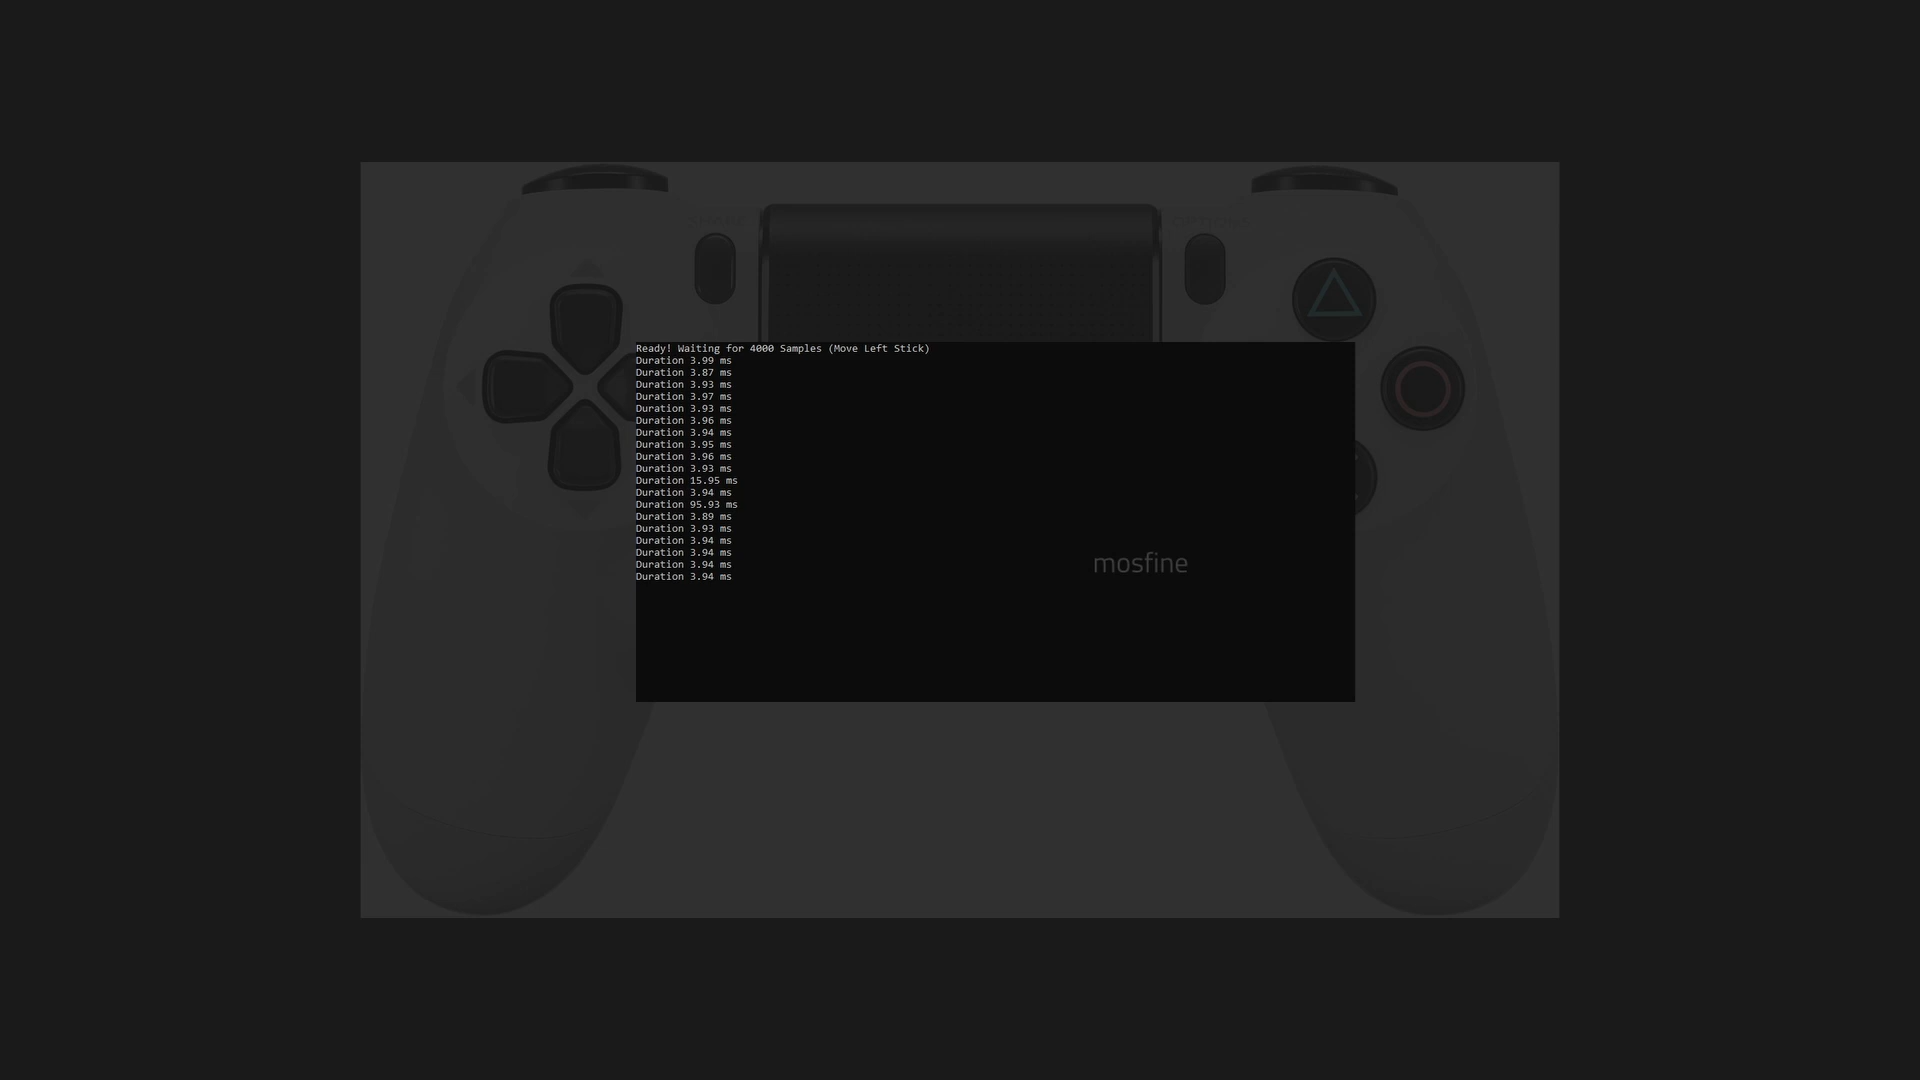 SHARE
OPTIONS
Ready! Waiting for 4000 Samples (Move Left Stick)
Duration 3.99 ms
Duration 3.87 ms
Duration 3.93 ms
Duration 3.97 ms
Duration 3.93 ms
Duration 3.96 ms
Duration 3.94 ms
Duration 3.95 ms
Duration 3.96 ms
Duration 3.93 ms
Duration 15.95 ms
Duration 3.94 ms
Duration 95.93 ms
Duration 3.89 ms
Duration 3.93 ms
Duration 3.94 ms
Duration 3.94 ms
Duration 3.94 ms
Duration 3.94 ms
mosfine